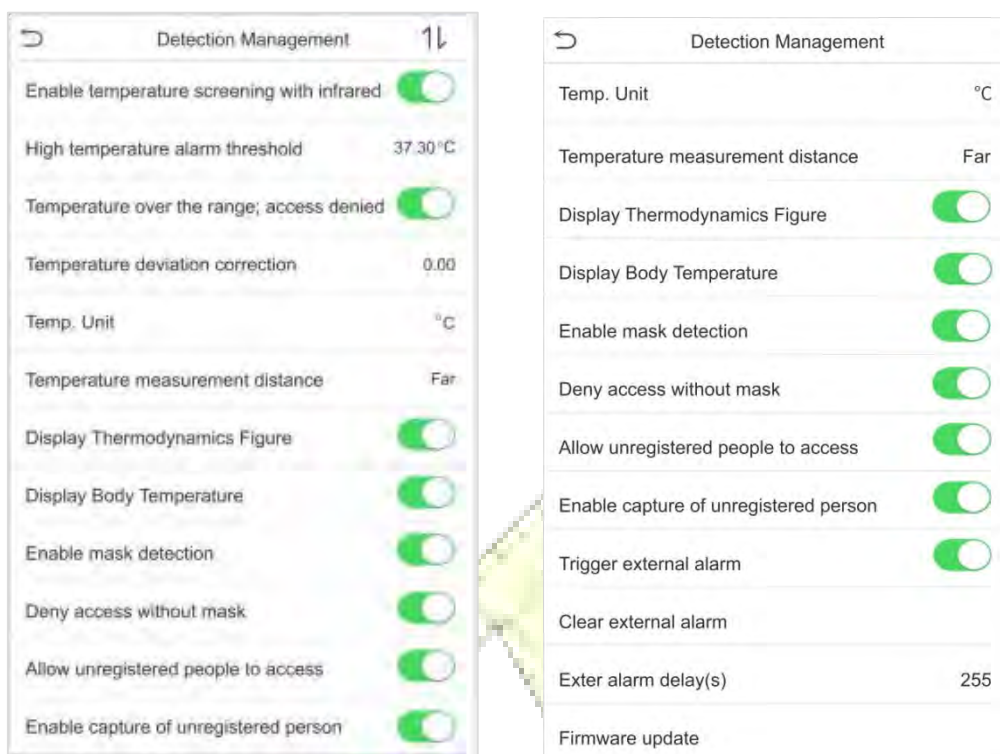 Detection Management
Enable temperature screening with infrared
High temperature alarm threshold 37.30°C
Temperature over the range; access denied
Temperature deviation correction 0.00
Temp. Unit °C
Temperature measurement distance Far
Display Thermodynamics Figure
Display Body Temperature
Enable mask detection
Deny access without mask
Allow unregistered people to access
Enable capture of unregistered person
Detection Management
Temp. Unit °C
Temperature measurement distance Far
Display Thermodynamics Figure
Display Body Temperature
Enable mask detection
Deny access without mask
Allow unregistered people to access
Enable capture of unregistered person
Trigger external alarm
Clear external alarm
Exter alarm delay(s) 255
Firmware update